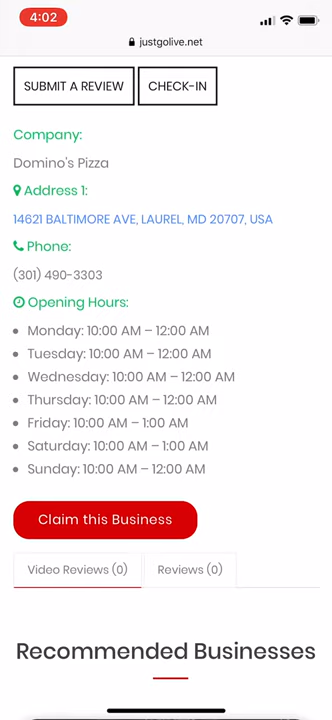 4:02
justgolive.net
SUBMIT A REVIEW
CHECK-IN
Company:
Domino's Pizza
Address 1:
14621 BALTIMORE AVE, LAUREL, MD 20707, USA
Phone:
(301) 490-3303
Opening Hours:
Monday: 10:00 AM – 12:00 AM
Tuesday: 10:00 AM – 12:00 AM
Wednesday: 10:00 AM – 12:00 AM
Thursday: 10:00 AM – 12:00 AM
Friday: 10:00 AM – 1:00 AM
Saturday: 10:00 AM – 1:00 AM
Sunday: 10:00 AM – 12:00 AM
Claim this Business
Video Reviews (0)
Reviews (0)
Recommended Businesses